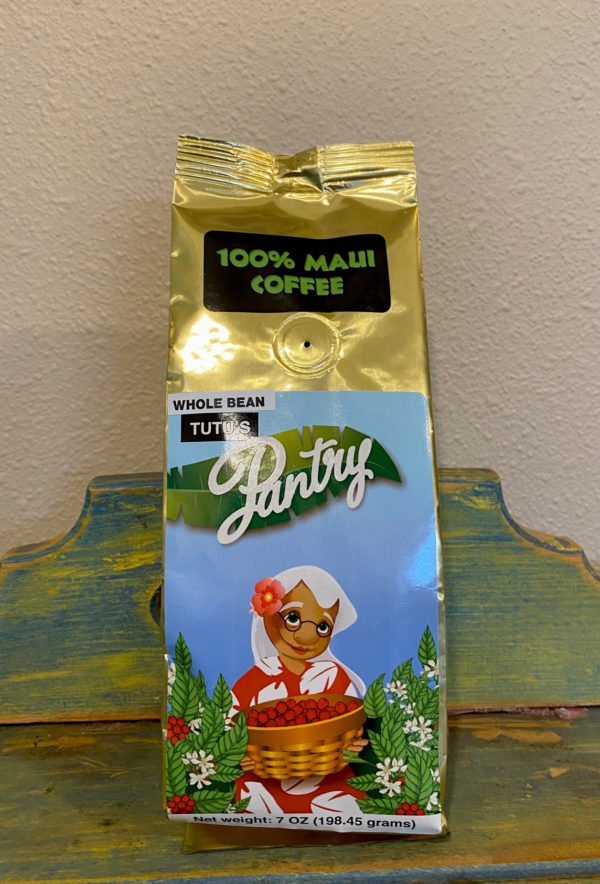 100% MAUI
COFFEE
WHOLE BEAN
TUTU'S
Pantry
Net weight: 7 OZ (198.45 grams)